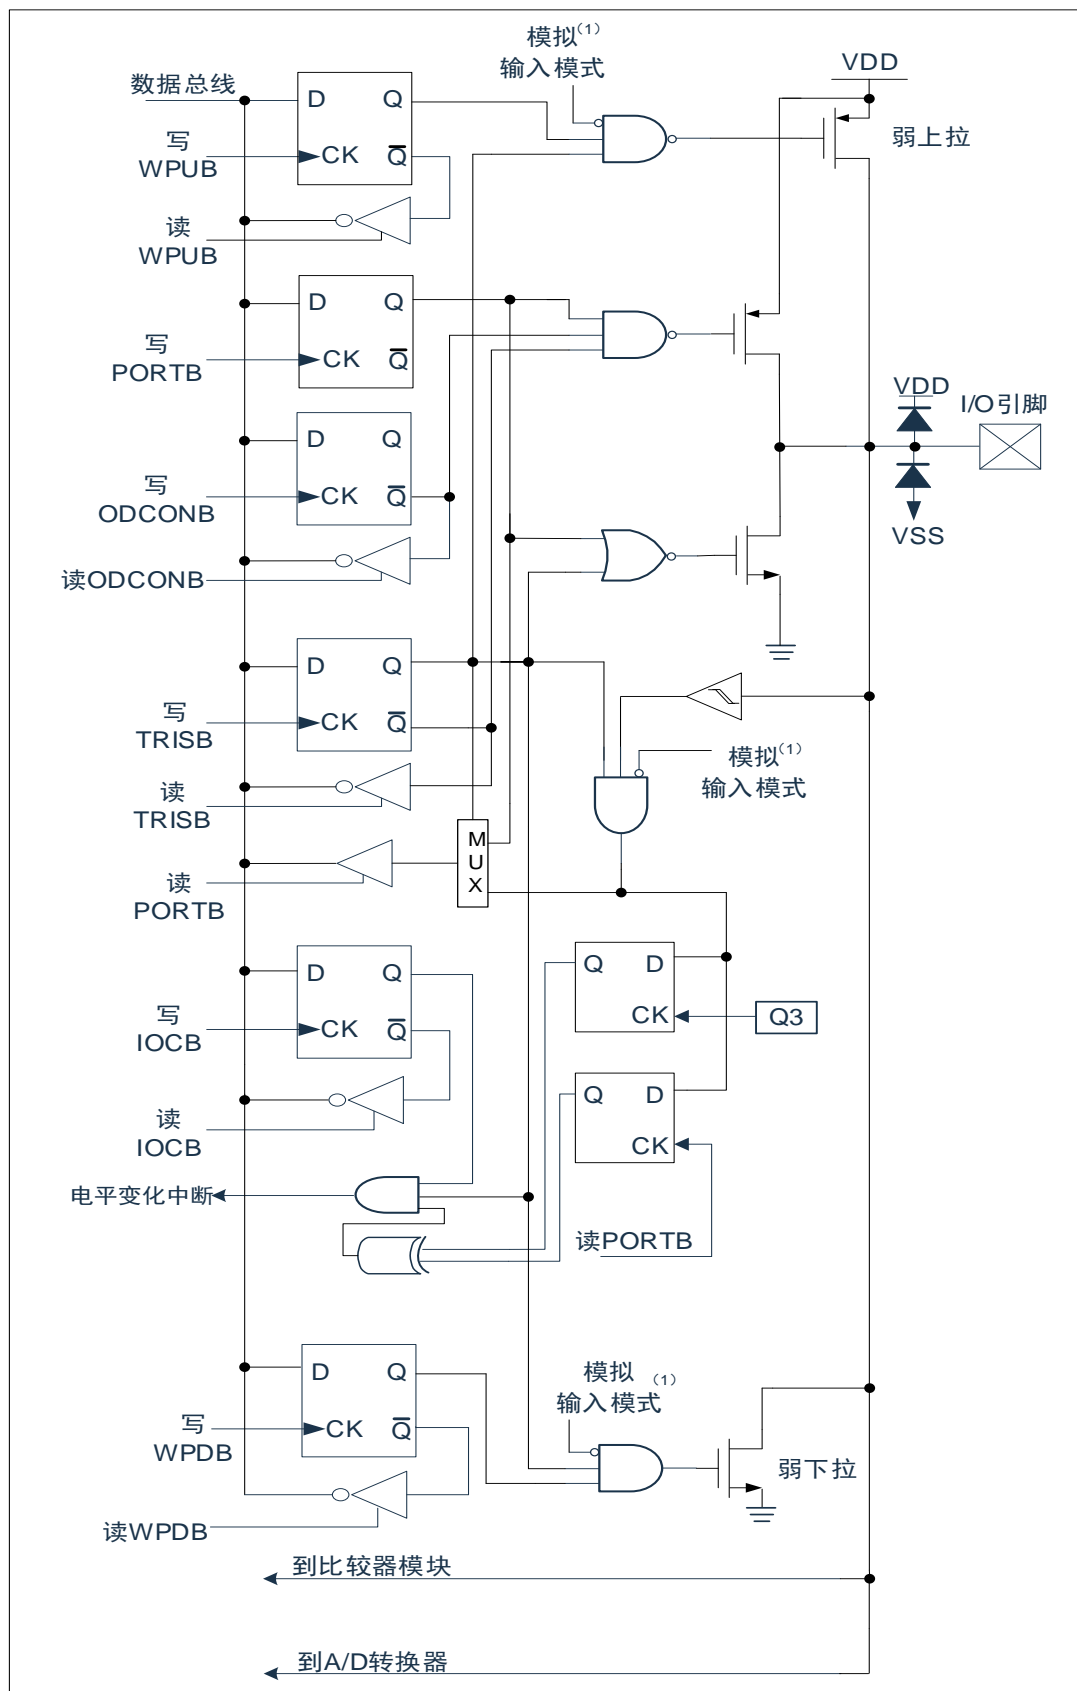 模拟(1)
输入模式
VDD
数据总线
D Q
写
WPUB
CK Q
弱上拉
读
WPUB
D Q
写
PORTB
CK Q
VDD
I/O引脚
D Q
写
ODCONB
CK Q
VSS
读ODCONB
D Q
写
TRISB
CK Q
模拟(1)
输入模式
读
TRISB
MUX
读
PORTB
D Q
Q D
写
IOCB
CK Q
CK
Q3
Q D
读
IOCB
CK
电平变化中断
读PORTB
D Q
模拟(1)
输入模式
写
WPDB
CK Q
弱下拉
读WPDB
到比较器模块
到A/D转换器